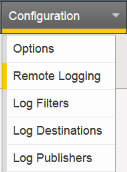 Configuration
Options
Remote Logging
Log Filters
Log Destinations
Log Publishers